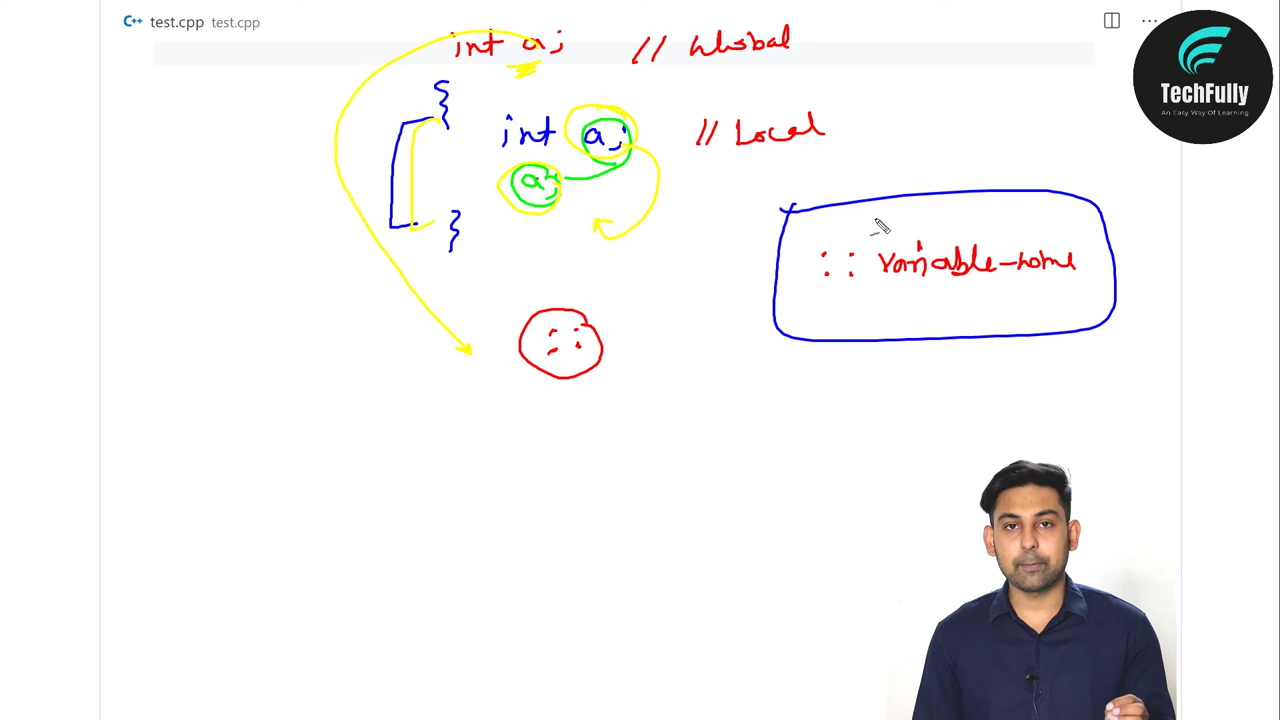 C++ test.cpp test.cpp
TechFully
An Easy Way Of Learning
int a; // Global
{
int a; // Local
a;
}
:: variable-name
::